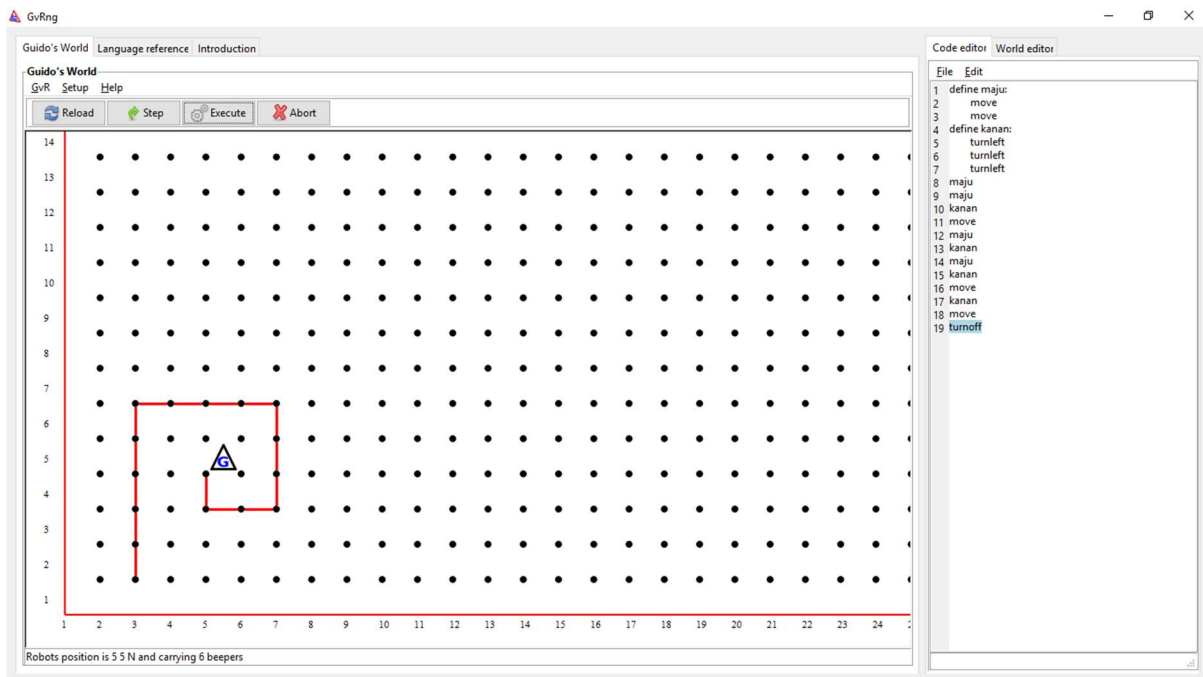 GvRng
Guido's World Language reference Introduction
Guido's World
GvR Setup Help
Reload Step Execute Abort
14
13
12
11
10
9
8
7
6
5
4
3
2
1
G
1 2 3 4 5 6 7 8 9 10 11 12 13 14 15 16 17 18 19 20 21 22 23 24
Robots position is 5 5 N and carrying 6 beepers
Code editor World editor
File Edit
1 define maju:
2 move
3 move
4 define kanan:
5 turnleft
6 turnleft
7 turnleft
8 maju
9 maju
10 kanan
11 move
12 maju
13 kanan
14 maju
15 kanan
16 move
17 kanan
18 move
19 turnoff